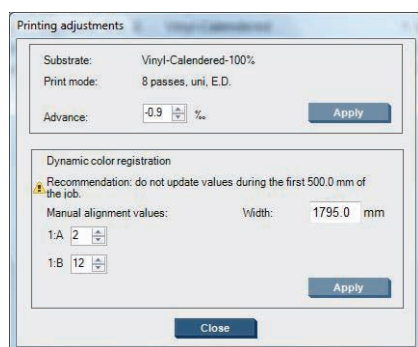 Printing adjustments
Substrate: Vinyl-Calendered-100%
Print mode: 8 passes, uni, E.D.
Advance: -0.9 ‰ Apply
Dynamic color registration
Recommendation: do not update values during the first 500.0 mm of
the job.
Manual alignment values: Width: 1795.0 mm
1:A 2
1:B 12
Apply
Close